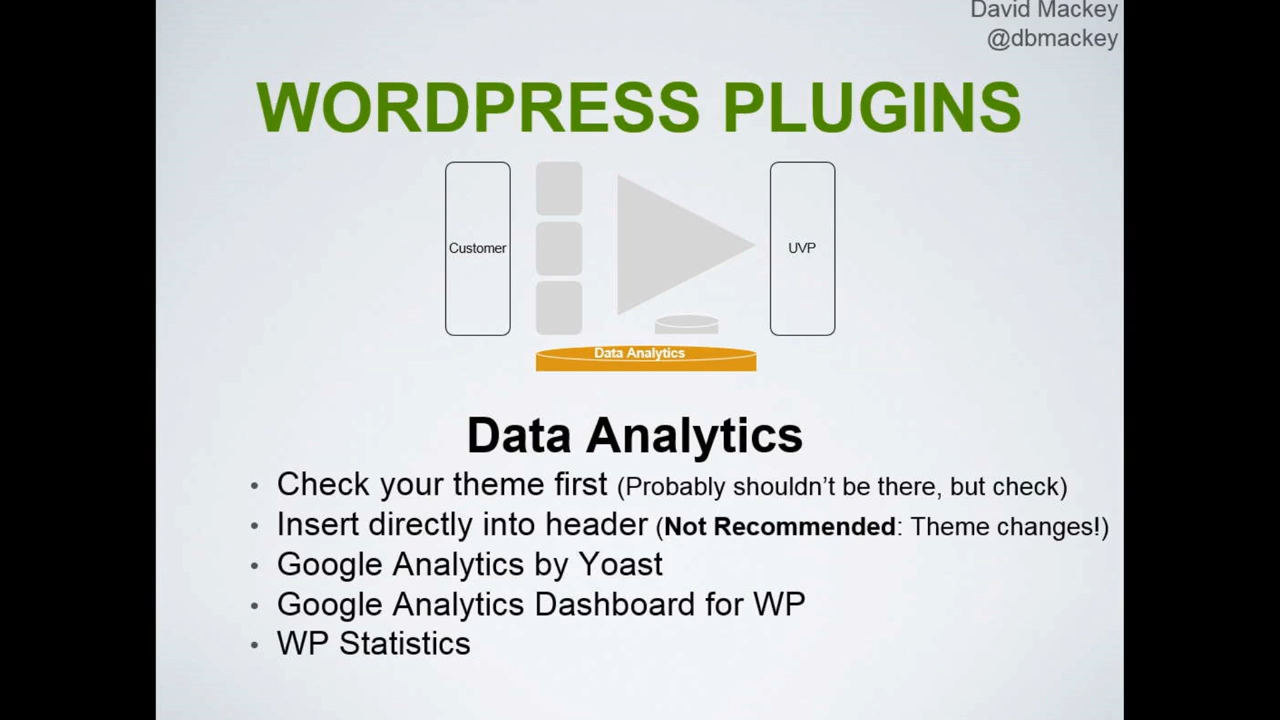 David Mackey
@dbmackey
WORDPRESS PLUGINS
Customer
UVP
Data Analytics
Data Analytics
• Check your theme first (Probably shouldn’t be there, but check)
• Insert directly into header (Not Recommended: Theme changes!)
• Google Analytics by Yoast
• Google Analytics Dashboard for WP
• WP Statistics